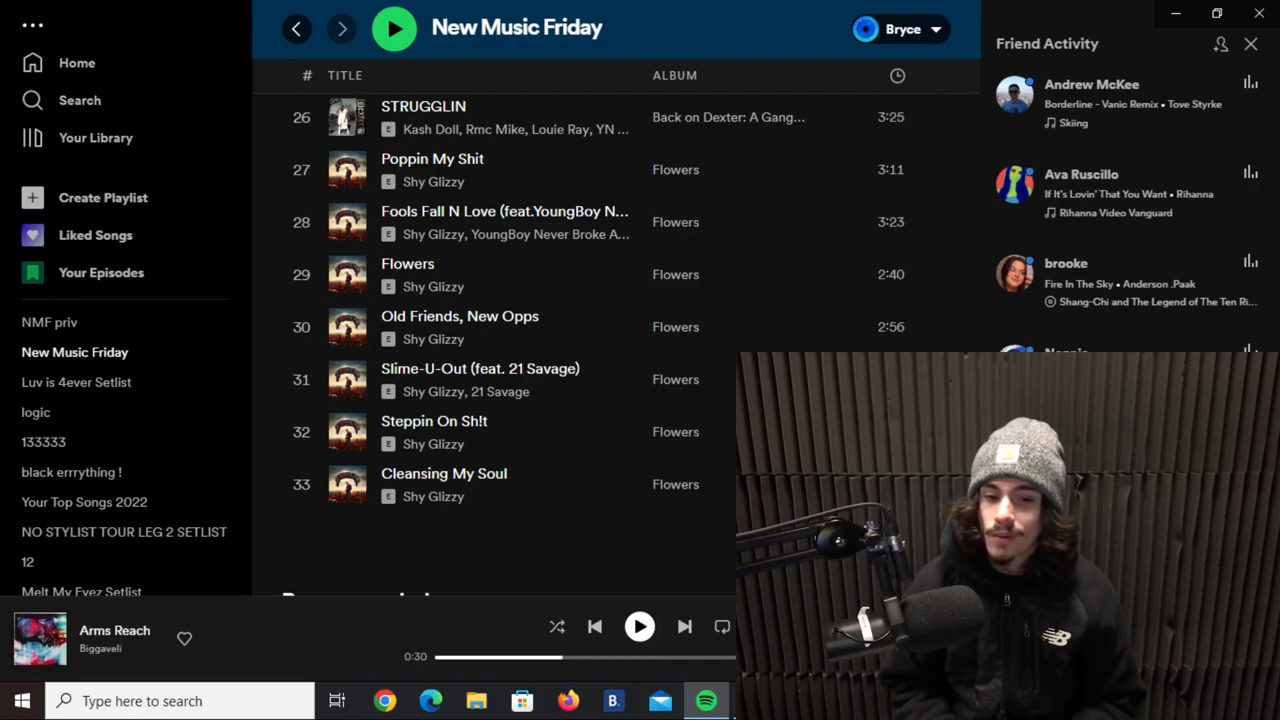 Home
Search
Your Library
Create Playlist
Liked Songs
Your Episodes
NMF priv
New Music Friday
Luv is 4ever Setlist
logic
133333
black errrything !
Your Top Songs 2022
NO STYLIST TOUR LEG 2 SETLIST
12
Melt My Eyez Setlist
New Music Friday
Bryce
# TITLE ALBUM
26 STRUGGLIN Back on Dexter: A Gang... 3:25
E Kash Doll, Rmc Mike, Louie Ray, YN ...
27 Poppin My Shit Flowers 3:11
E Shy Glizzy
28 Fools Fall N Love (feat.YoungBoy N... Flowers 3:23
E Shy Glizzy, YoungBoy Never Broke A...
29 Flowers Flowers 2:40
E Shy Glizzy
30 Old Friends, New Opps Flowers 2:56
E Shy Glizzy
31 Slime-U-Out (feat. 21 Savage) Flowers
E Shy Glizzy, 21 Savage
32 Steppin On Sh!t Flowers
E Shy Glizzy
33 Cleansing My Soul Flowers
E Shy Glizzy
Friend Activity
Andrew McKee
Borderline - Vanic Remix • Tove Styrke
Skiing
Ava Ruscillo
If It's Lovin' That You Want • Rihanna
Rihanna Video Vanguard
brooke
Fire In The Sky • Anderson .Paak
Shang-Chi and The Legend of The Ten Ri...
Arms Reach
Biggaveli
0:30
Type here to search
B.